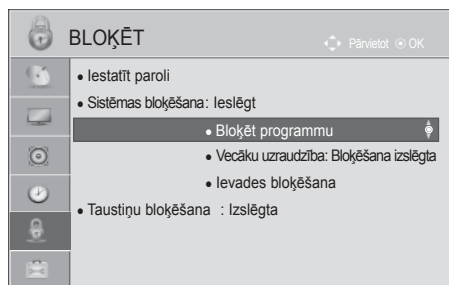 BLOĶĒT
Pārvietot OK
• Iestatīt paroli
• Sistēmas bloķēšana: Ieslēgt
• Bloķēt programmu
• Vecāku uzraudzība: Bloķēšana izslēgta
• Ievades bloķēšana
• Taustiņu bloķēšana : Izslēgta